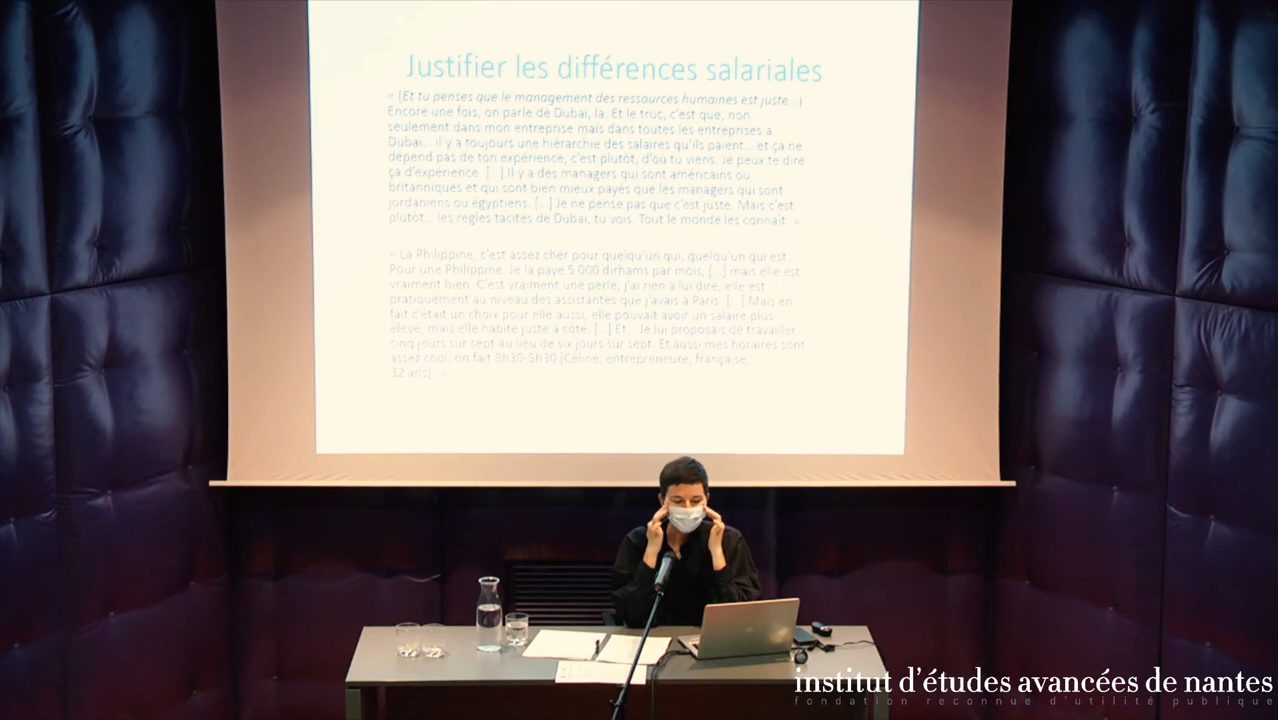 Justifier les différences salariales
« (Et tu penses que le management des ressources humaines est juste...)
Encore une fois, on parle de Dubaï, là. Et le truc, c'est que, non
seulement dans mon entreprise mais dans toutes les entreprises à
Dubaï... il y a toujours une hiérarchie des salaires qu'ils paient... et ça ne
dépend pas de ton expérience, c'est plutôt, d'où tu viens. Je peux te dire
ça d'expérience. [...] Il y a des managers qui sont américains ou
britanniques et qui sont bien mieux payés que les managers qui sont
jordaniens ou égyptiens. [...] Je ne pense pas que c'est juste. Mais c'est
plutôt... les règles tacites de Dubaï, tu vois. Tout le monde les connaît. »
« La Philippine, c'est assez cher pour quelqu'un qui, quelqu'un qui est...
Pour une Philippine. Je la paye 5 000 dirhams par mois, [...] mais elle est
vraiment bien. C'est vraiment une perle, j'ai rien à lui dire, elle est
pratiquement au niveau des assistantes que j'avais à Paris. [...] Mais en
fait c'était un choix pour elle aussi, elle pouvait avoir un salaire plus
élevé, mais elle habite juste à côté. [...] Et... Je lui proposais de travailler
cinq jours sur sept au lieu de six jours sur sept. Et aussi mes horaires sont
assez cool, on fait 8h30-5h30 [Céline, entrepreneure, française,
32 ans]. »
institut d'études avancées de nantes
fondation reconnue d'utilité publique